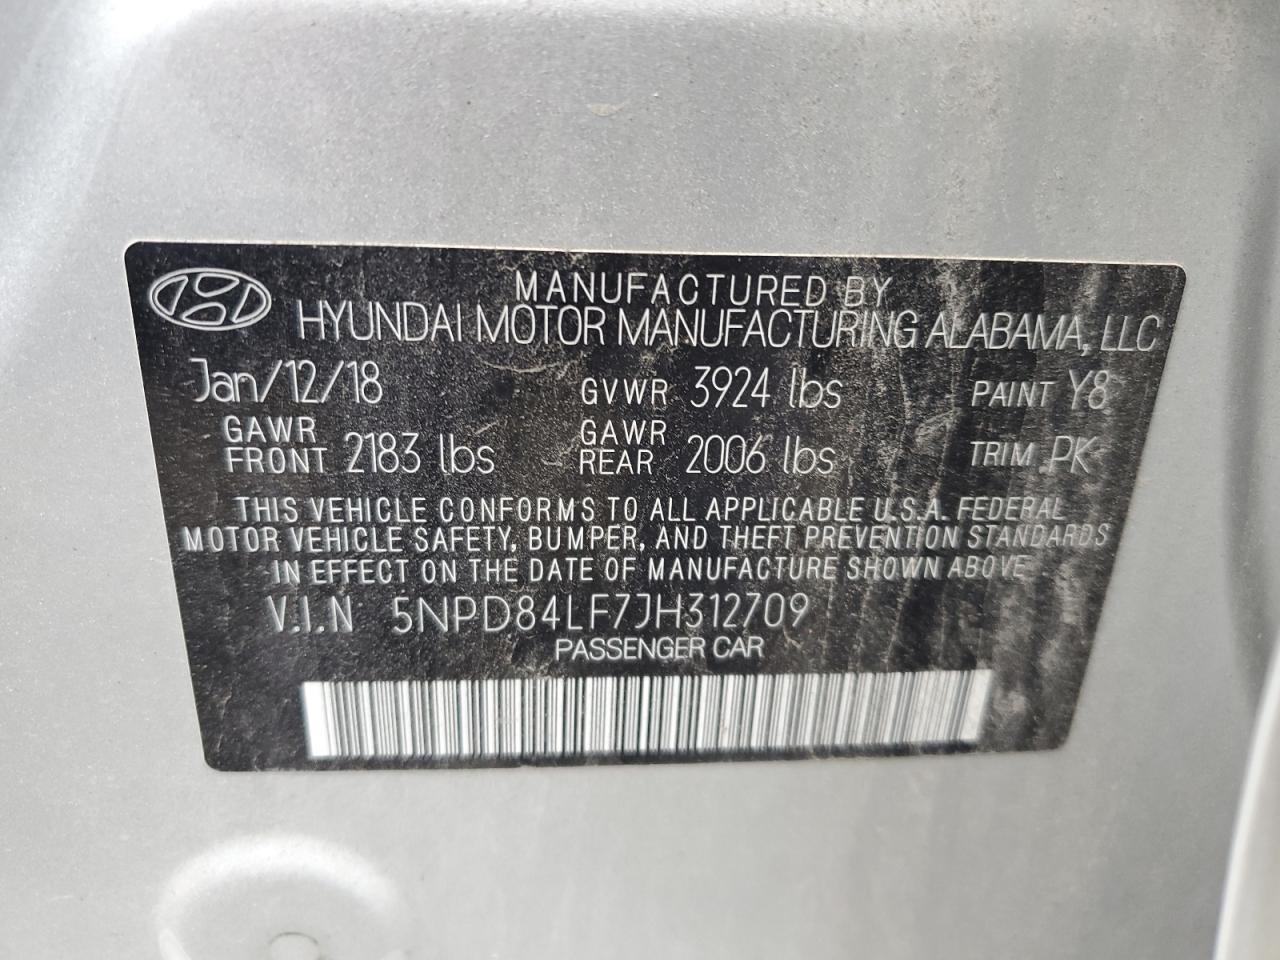 MANUFACTURED BY
HYUNDAI MOTOR MANUFACTURING ALABAMA, LLC
Jan/12/18 GVWR 3924 lbs PAINT Y8
GAWR FRONT 2183 lbs GAWR REAR 2006 lbs TRIM PK
THIS VEHICLE CONFORMS TO ALL APPLICABLE U.S.A. FEDERAL
MOTOR VEHICLE SAFETY, BUMPER, AND THEFT PREVENTION STANDARDS
IN EFFECT ON THE DATE OF MANUFACTURE SHOWN ABOVE
V.I.N 5NPD84LF7JH312709
PASSENGER CAR